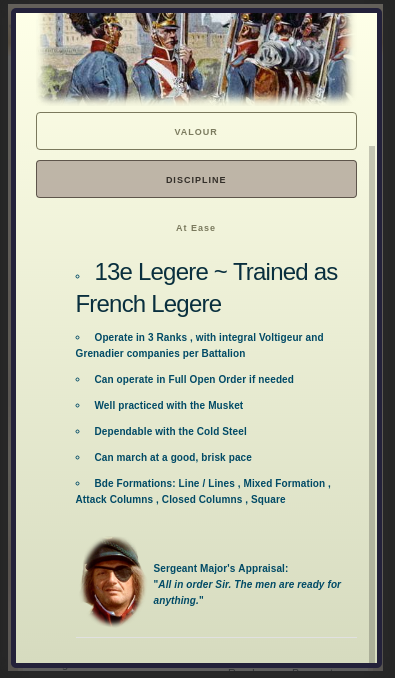 VALOUR
DISCIPLINE
At Ease
13e Legere ~ Trained as
French Legere
Operate in 3 Ranks , with integral Voltigeur and
Grenadier companies per Battalion
Can operate in Full Open Order if needed
Well practiced with the Musket
Dependable with the Cold Steel
Can march at a good, brisk pace
Bde Formations: Line / Lines , Mixed Formation ,
Attack Columns , Closed Columns , Square
Sergeant Major's Appraisal:
"All in order Sir. The men are ready for
anything."